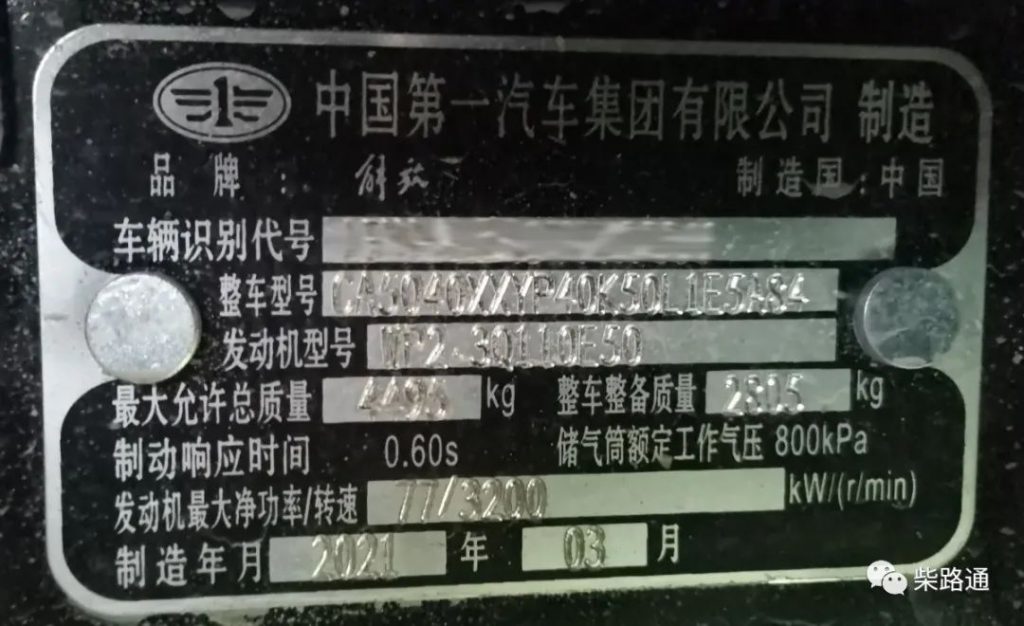 中国第一汽车集团有限公司 制造
品牌: 解放 制造国:中国
车辆识别代号
整车型号 CA5040XXYP40K50L1E5A84
发动机型号 WP2.3Q110E50
最大允许总质量 4495 kg 整车整备质量 2805 kg
制动响应时间 0.60s 储气筒额定工作气压 800kPa
发动机最大净功率/转速 77/3200 kW/(r/min)
制造年月 2021 年 03 月
柴路通